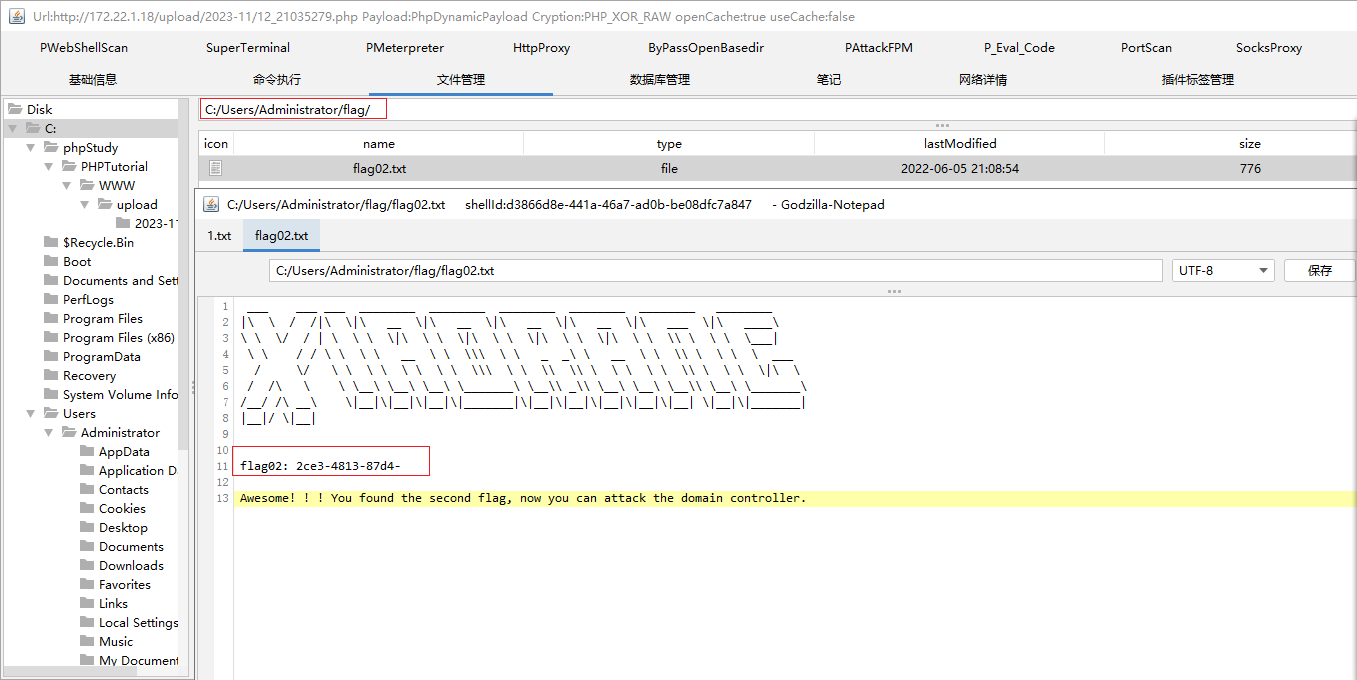 Url:http://172.22.1.18/upload/2023-11/12_21035279.php Payload:PhpDynamicPayload Cryption:PHP_XOR_RAW openCache:true useCache:false
PWebShellScan SuperTerminal PMeterpreter HttpProxy ByPassOpenBasedir PAttackFPM P_Eval_Code PortScan SocksProxy
基础信息 命令执行 文件管理 数据库管理 笔记 网络详情 插件标签管理
Disk
C:
phpStudy
PHPTutorial
WWW
upload
2023-11
$Recycle.Bin
Boot
Documents and Sett
PerfLogs
Program Files
Program Files (x86)
ProgramData
Recovery
System Volume Info
Users
Administrator
AppData
Application D
Contacts
Cookies
Desktop
Documents
Downloads
Favorites
Links
Local Settings
Music
My Document
C:/Users/Administrator/flag/
icon name type lastModified size
flag02.txt file 2022-06-05 21:08:54 776
C:/Users/Administrator/flag/flag02.txt shellId:d3866d8e-441a-46a7-ad0b-be08dfc7a847 - Godzilla-Notepad
1.txt flag02.txt
C:/Users/Administrator/flag/flag02.txt UTF-8 保存
1
2
3
4
5
6
7
8
9
10
11 flag02: 2ce3-4813-87d4-
12
13 Awesome! ! ! You found the second flag, now you can attack the domain controller.